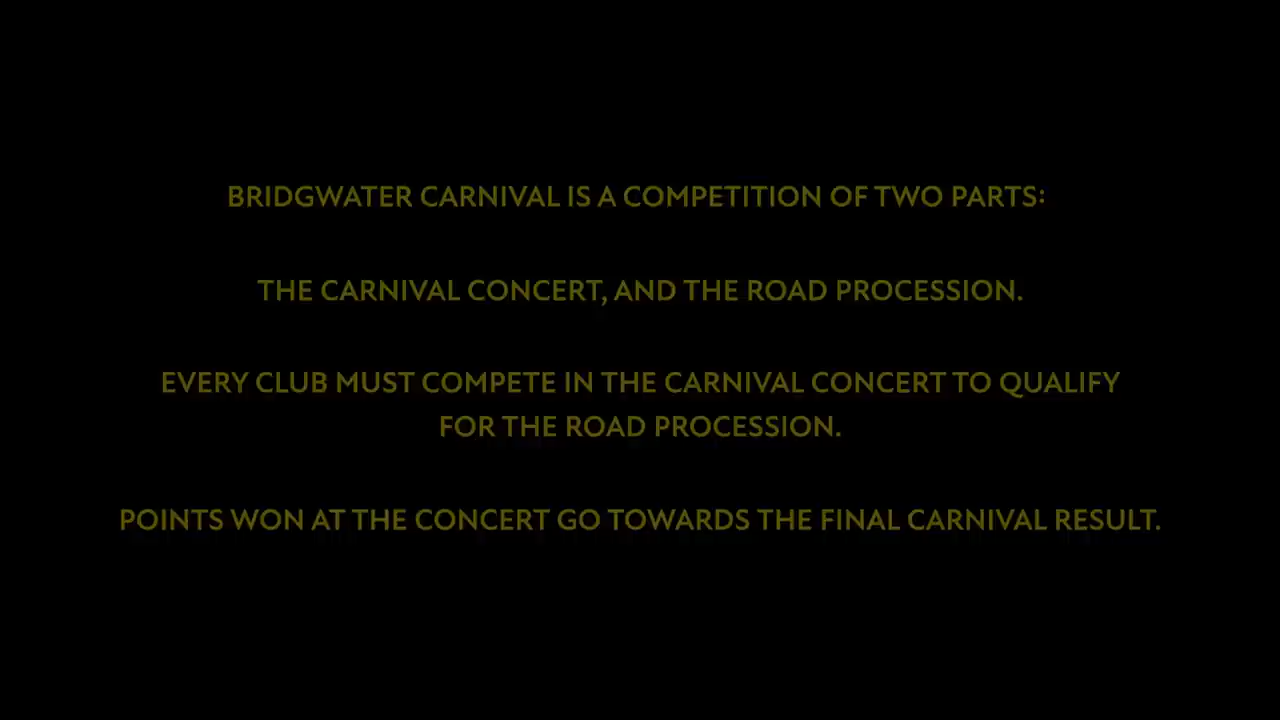 BRIDGWATER CARNIVAL IS A COMPETITION OF TWO PARTS:
THE CARNIVAL CONCERT, AND THE ROAD PROCESSION.
EVERY CLUB MUST COMPETE IN THE CARNIVAL CONCERT TO QUALIFY
FOR THE ROAD PROCESSION.
POINTS WON AT THE CONCERT GO TOWARDS THE FINAL CARNIVAL RESULT.